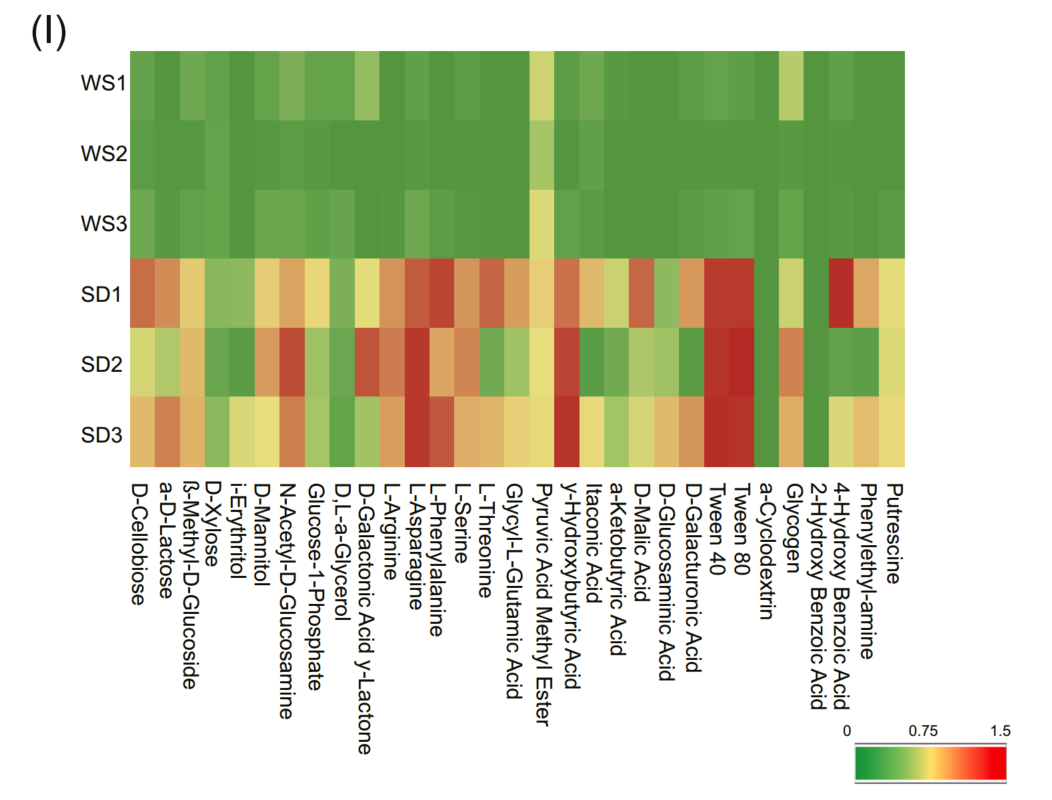 (I)
WS1
WS2
WS3
SD1
SD2
SD3
D-Cellobiose
a-D-Lactose
ß-Methyl-D-Glucoside
D-Xylose
i-Erythritol
D-Mannitol
N-Acetyl-D-Glucosamine
Glucose-1-Phosphate
D,L-a-Glycerol
D-Galactonic Acid y-Lactone
L-Arginine
L-Asparagine
L-Phenylalanine
L-Serine
L-Threonine
Glycyl-L-Glutamic Acid
Pyruvic Acid Methyl Ester
y-Hydroxybutyric Acid
Itaconic Acid
a-Ketobutyric Acid
D-Malic Acid
D-Glucosaminic Acid
D-Galacturonic Acid
Tween 40
Tween 80
a-Cyclodextrin
Glycogen
2-Hydroxy Benzoic Acid
4-Hydroxy Benzoic Acid
Phenylethyl-amine
Putrescine
0 0.75 1.5